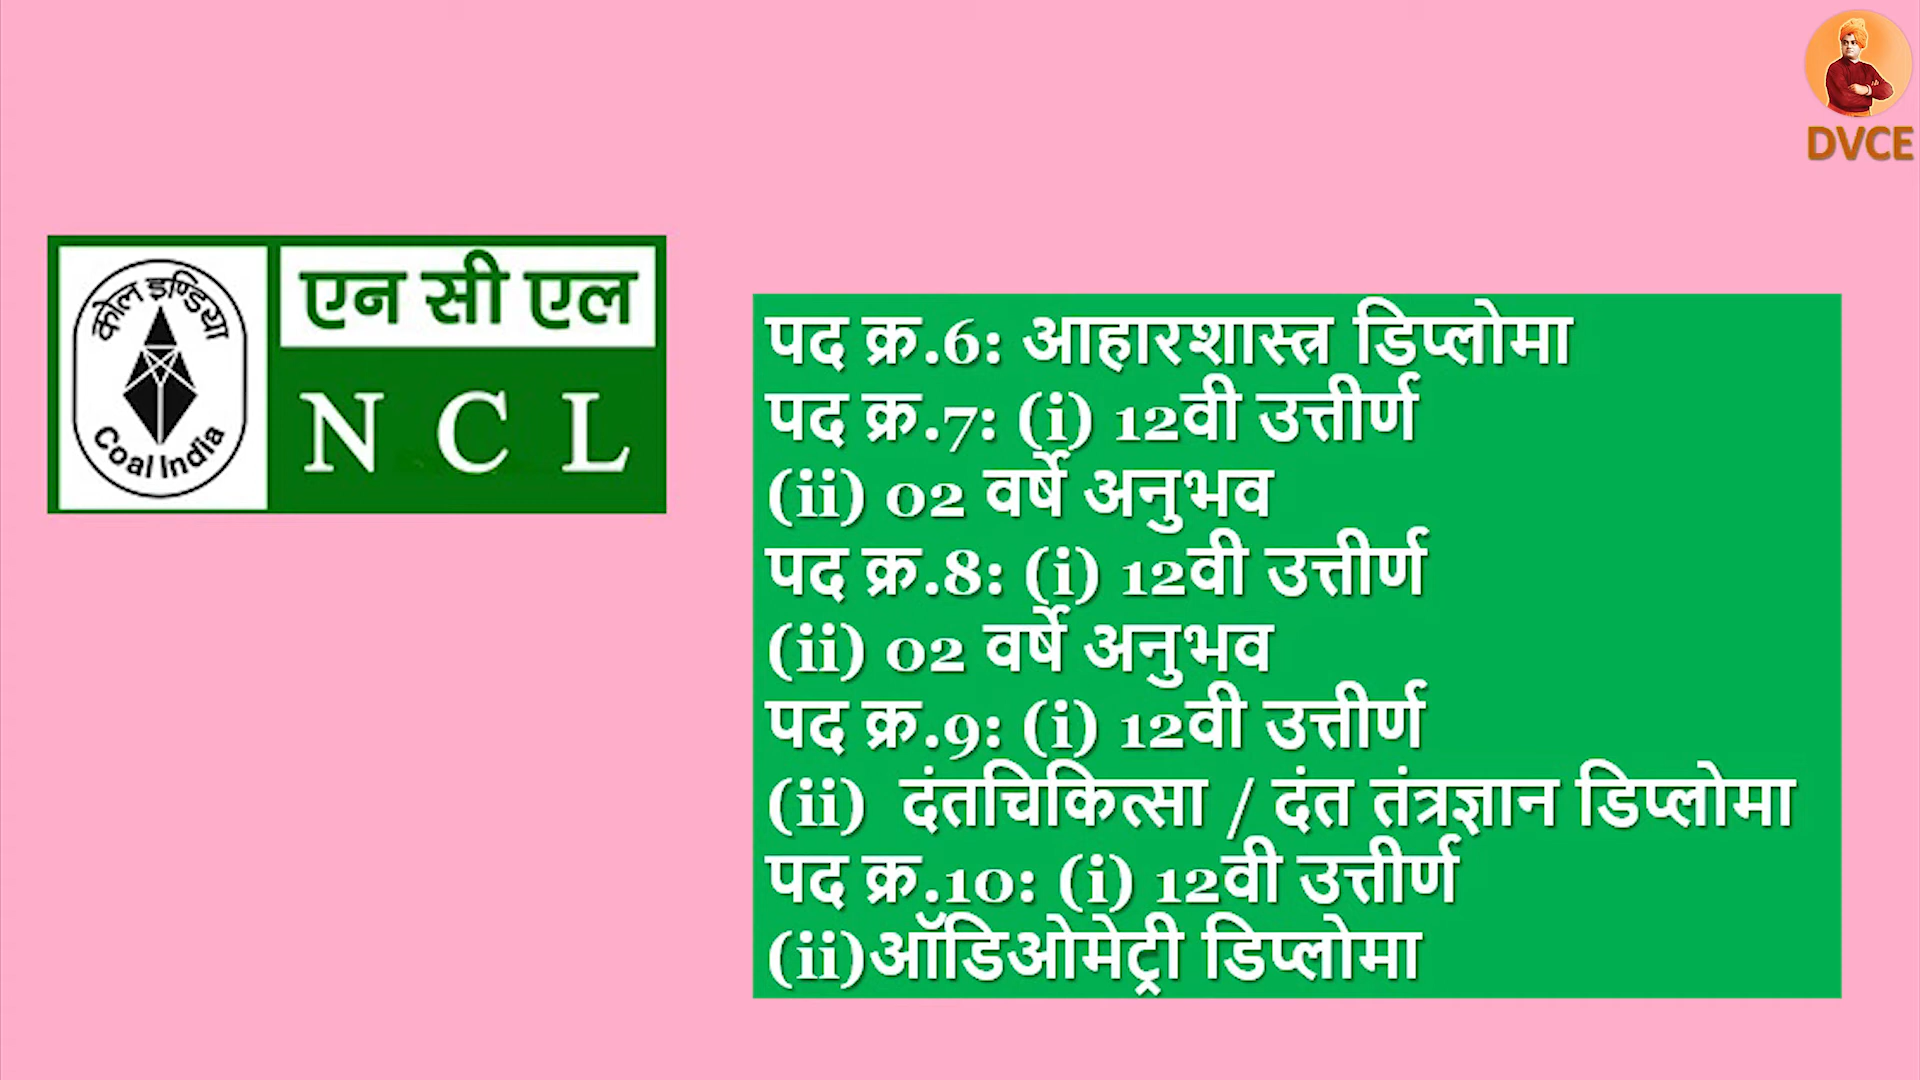 DVCE
कोल इण्डिया
Coal India
एन सी एल
N C L
पद क्र.6: आहारशास्त्र डिप्लोमा
पद क्र.7: (i) 12वी उत्तीर्ण
(ii) 02 वर्षे अनुभव
पद क्र.8: (i) 12वी उत्तीर्ण
(ii) 02 वर्षे अनुभव
पद क्र.9: (i) 12वी उत्तीर्ण
(ii) दंतचिकित्सा / दंत तंत्रज्ञान डिप्लोमा
पद क्र.10: (i) 12वी उत्तीर्ण
(ii)ऑडिओमेट्री डिप्लोमा